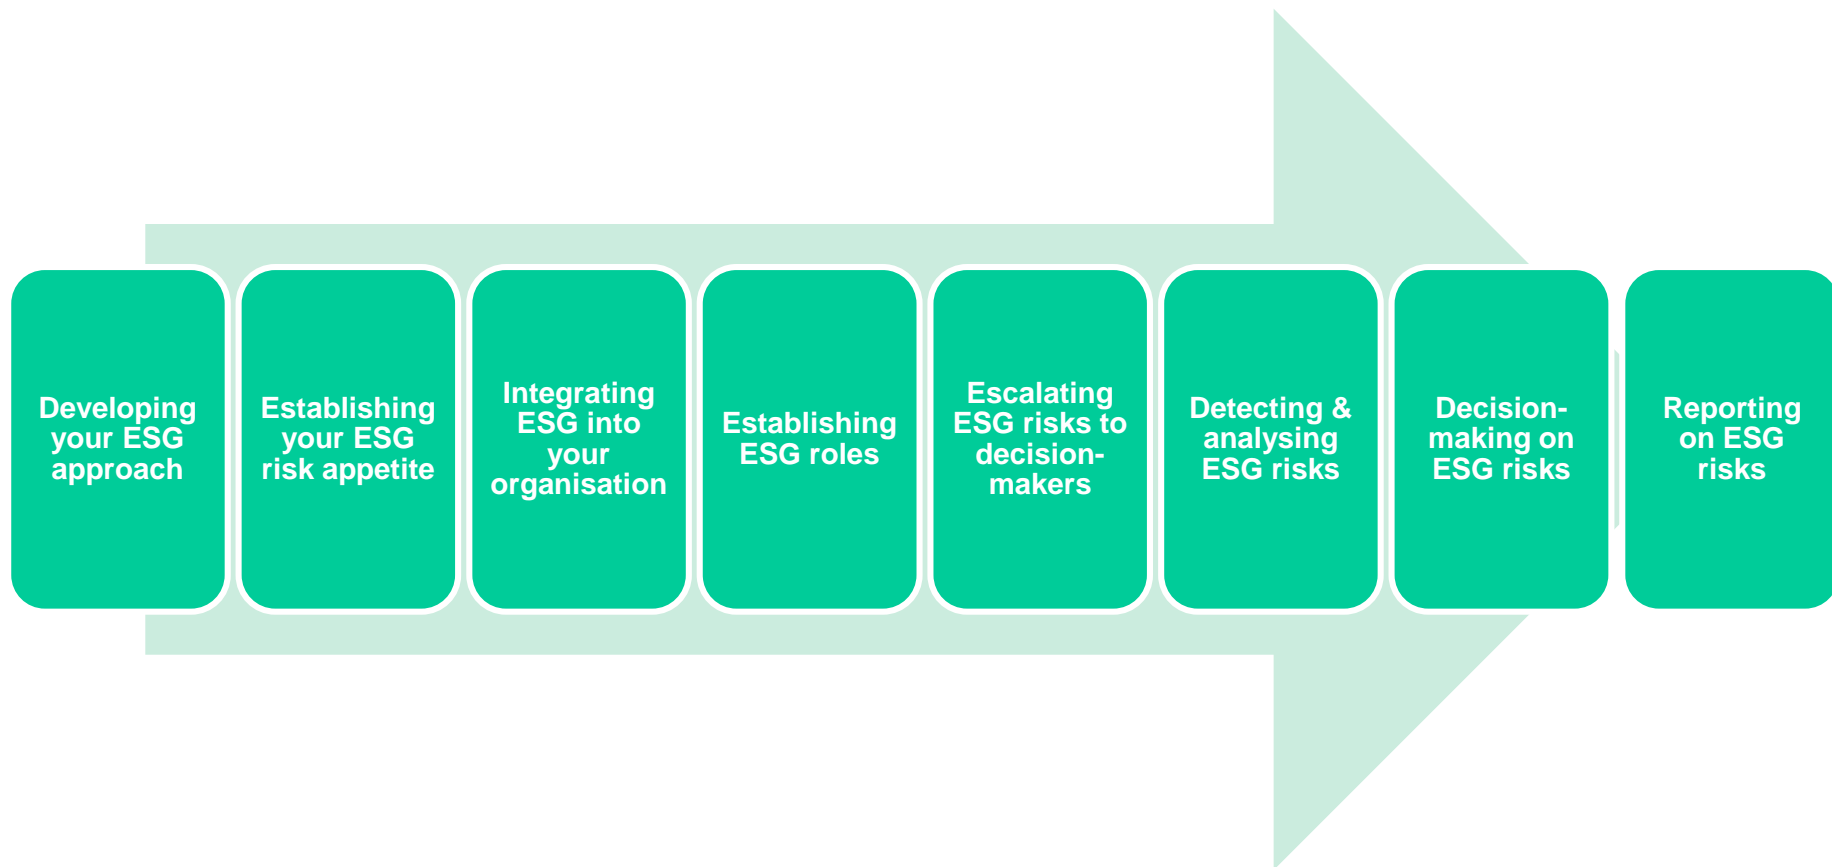 Developing
your ESG
approach
Establishing
your ESG
risk appetite
Integrating
ESG into
your
organisation
Establishing
ESG roles
Escalating
ESG risks to
decision-
makers
Detecting &
analysing
ESG risks
Decision-
making on
ESG risks
Reporting
on ESG
risks